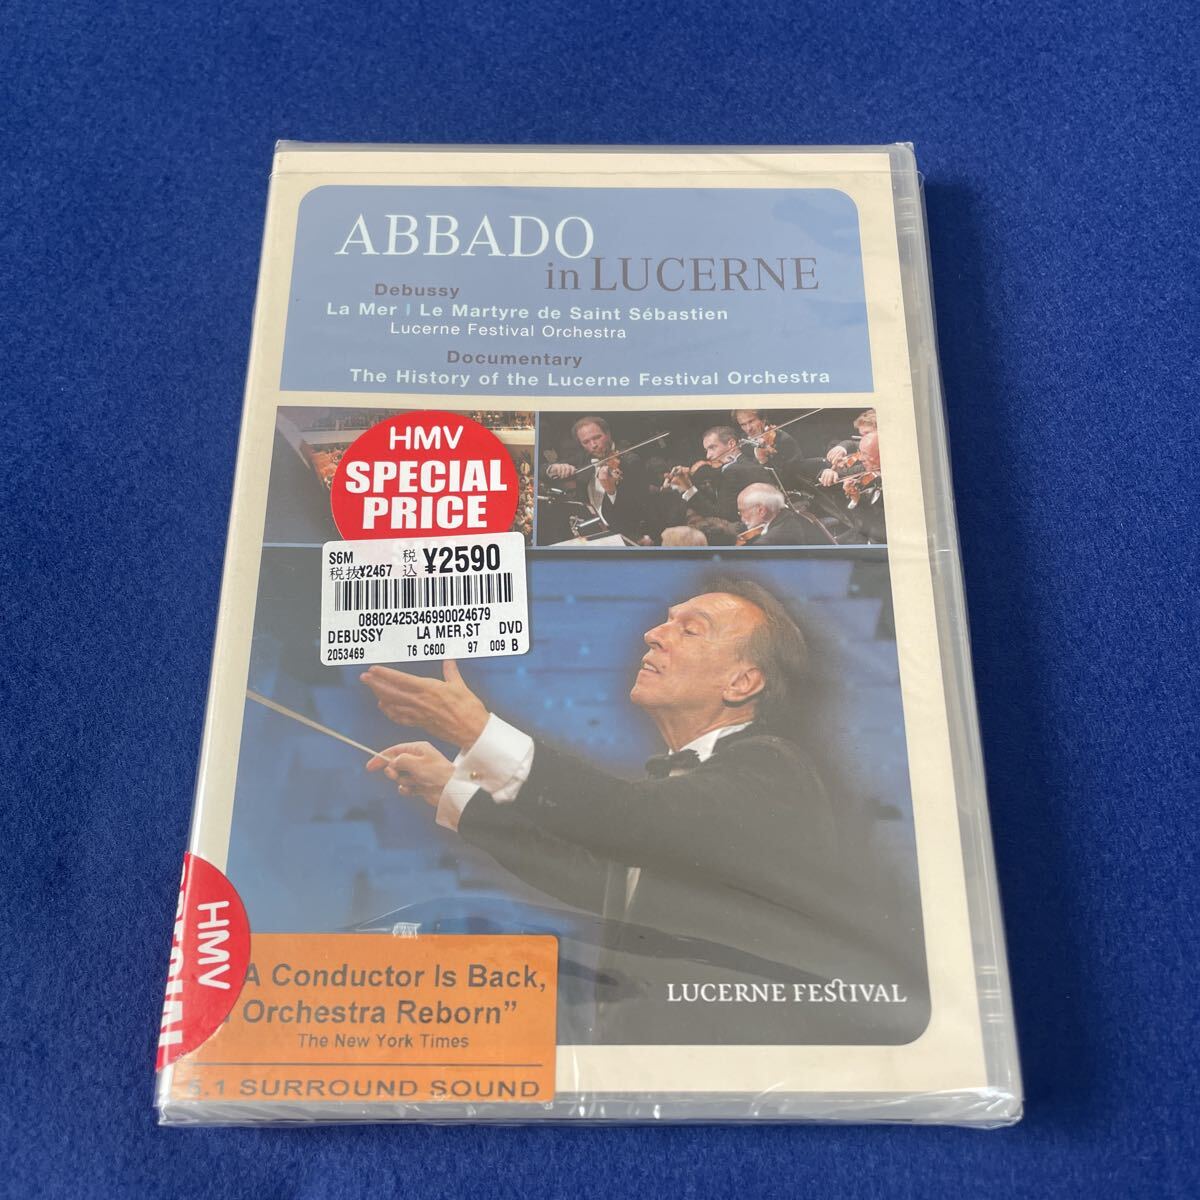 ABBADO
in LUCERNE
Debussy
La Mer | Le Martyre de Saint Sébastien
Lucerne Festival Orchestra
Documentary
The History of the Lucerne Festival Orchestra
HMV
SPECIAL
PRICE
S6M 税込 ¥2590
税抜¥2467
08802425346990024679
DEBUSSY LA MER,ST DVD
2053469 T6 C600 97 009 B
LUCERNE FESTIVAL
HMV
A Conductor Is Back,
Orchestra Reborn”
The New York Times
5.1 SURROUND SOUND